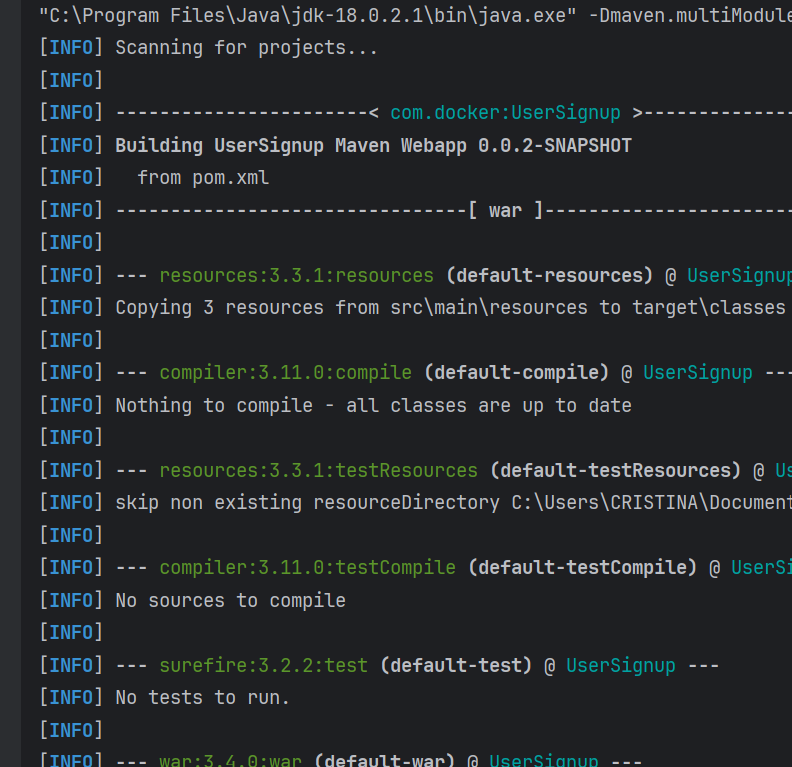 "C:\Program Files\Java\jdk-18.0.2.1\bin\java.exe" -Dmaven.multiModule
[INFO] Scanning for projects...
[INFO]
[INFO] -----------------------< com.docker:UserSignup >--------------
[INFO] Building UserSignup Maven Webapp 0.0.2-SNAPSHOT
[INFO]   from pom.xml
[INFO] --------------------------------[ war ]-----------------------
[INFO]
[INFO] --- resources:3.3.1:resources (default-resources) @ UserSignup
[INFO] Copying 3 resources from src\main\resources to target\classes
[INFO]
[INFO] --- compiler:3.11.0:compile (default-compile) @ UserSignup ---
[INFO] Nothing to compile - all classes are up to date
[INFO]
[INFO] --- resources:3.3.1:testResources (default-testResources) @ Us
[INFO] skip non existing resourceDirectory C:\Users\CRISTINA\Document
[INFO]
[INFO] --- compiler:3.11.0:testCompile (default-testCompile) @ UserSi
[INFO] No sources to compile
[INFO]
[INFO] --- surefire:3.2.2:test (default-test) @ UserSignup ---
[INFO] No tests to run.
[INFO]
[INFO] --- war:3.4.0:war (default-war) @ UserSignup ---